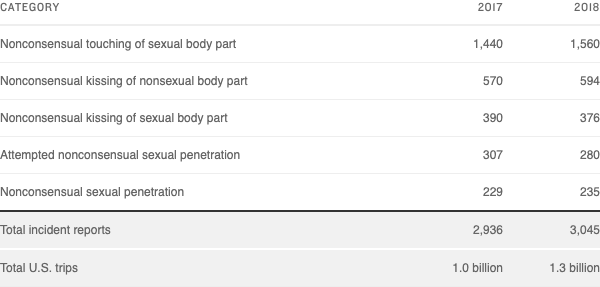 CATEGORY 2017 2018
Nonconsensual touching of sexual body part 1,440 1,560
Nonconsensual kissing of nonsexual body part 570 594
Nonconsensual kissing of sexual body part 390 376
Attempted nonconsensual sexual penetration 307 280
Nonconsensual sexual penetration 229 235
Total incident reports 2,936 3,045
Total U.S. trips 1.0 billion 1.3 billion